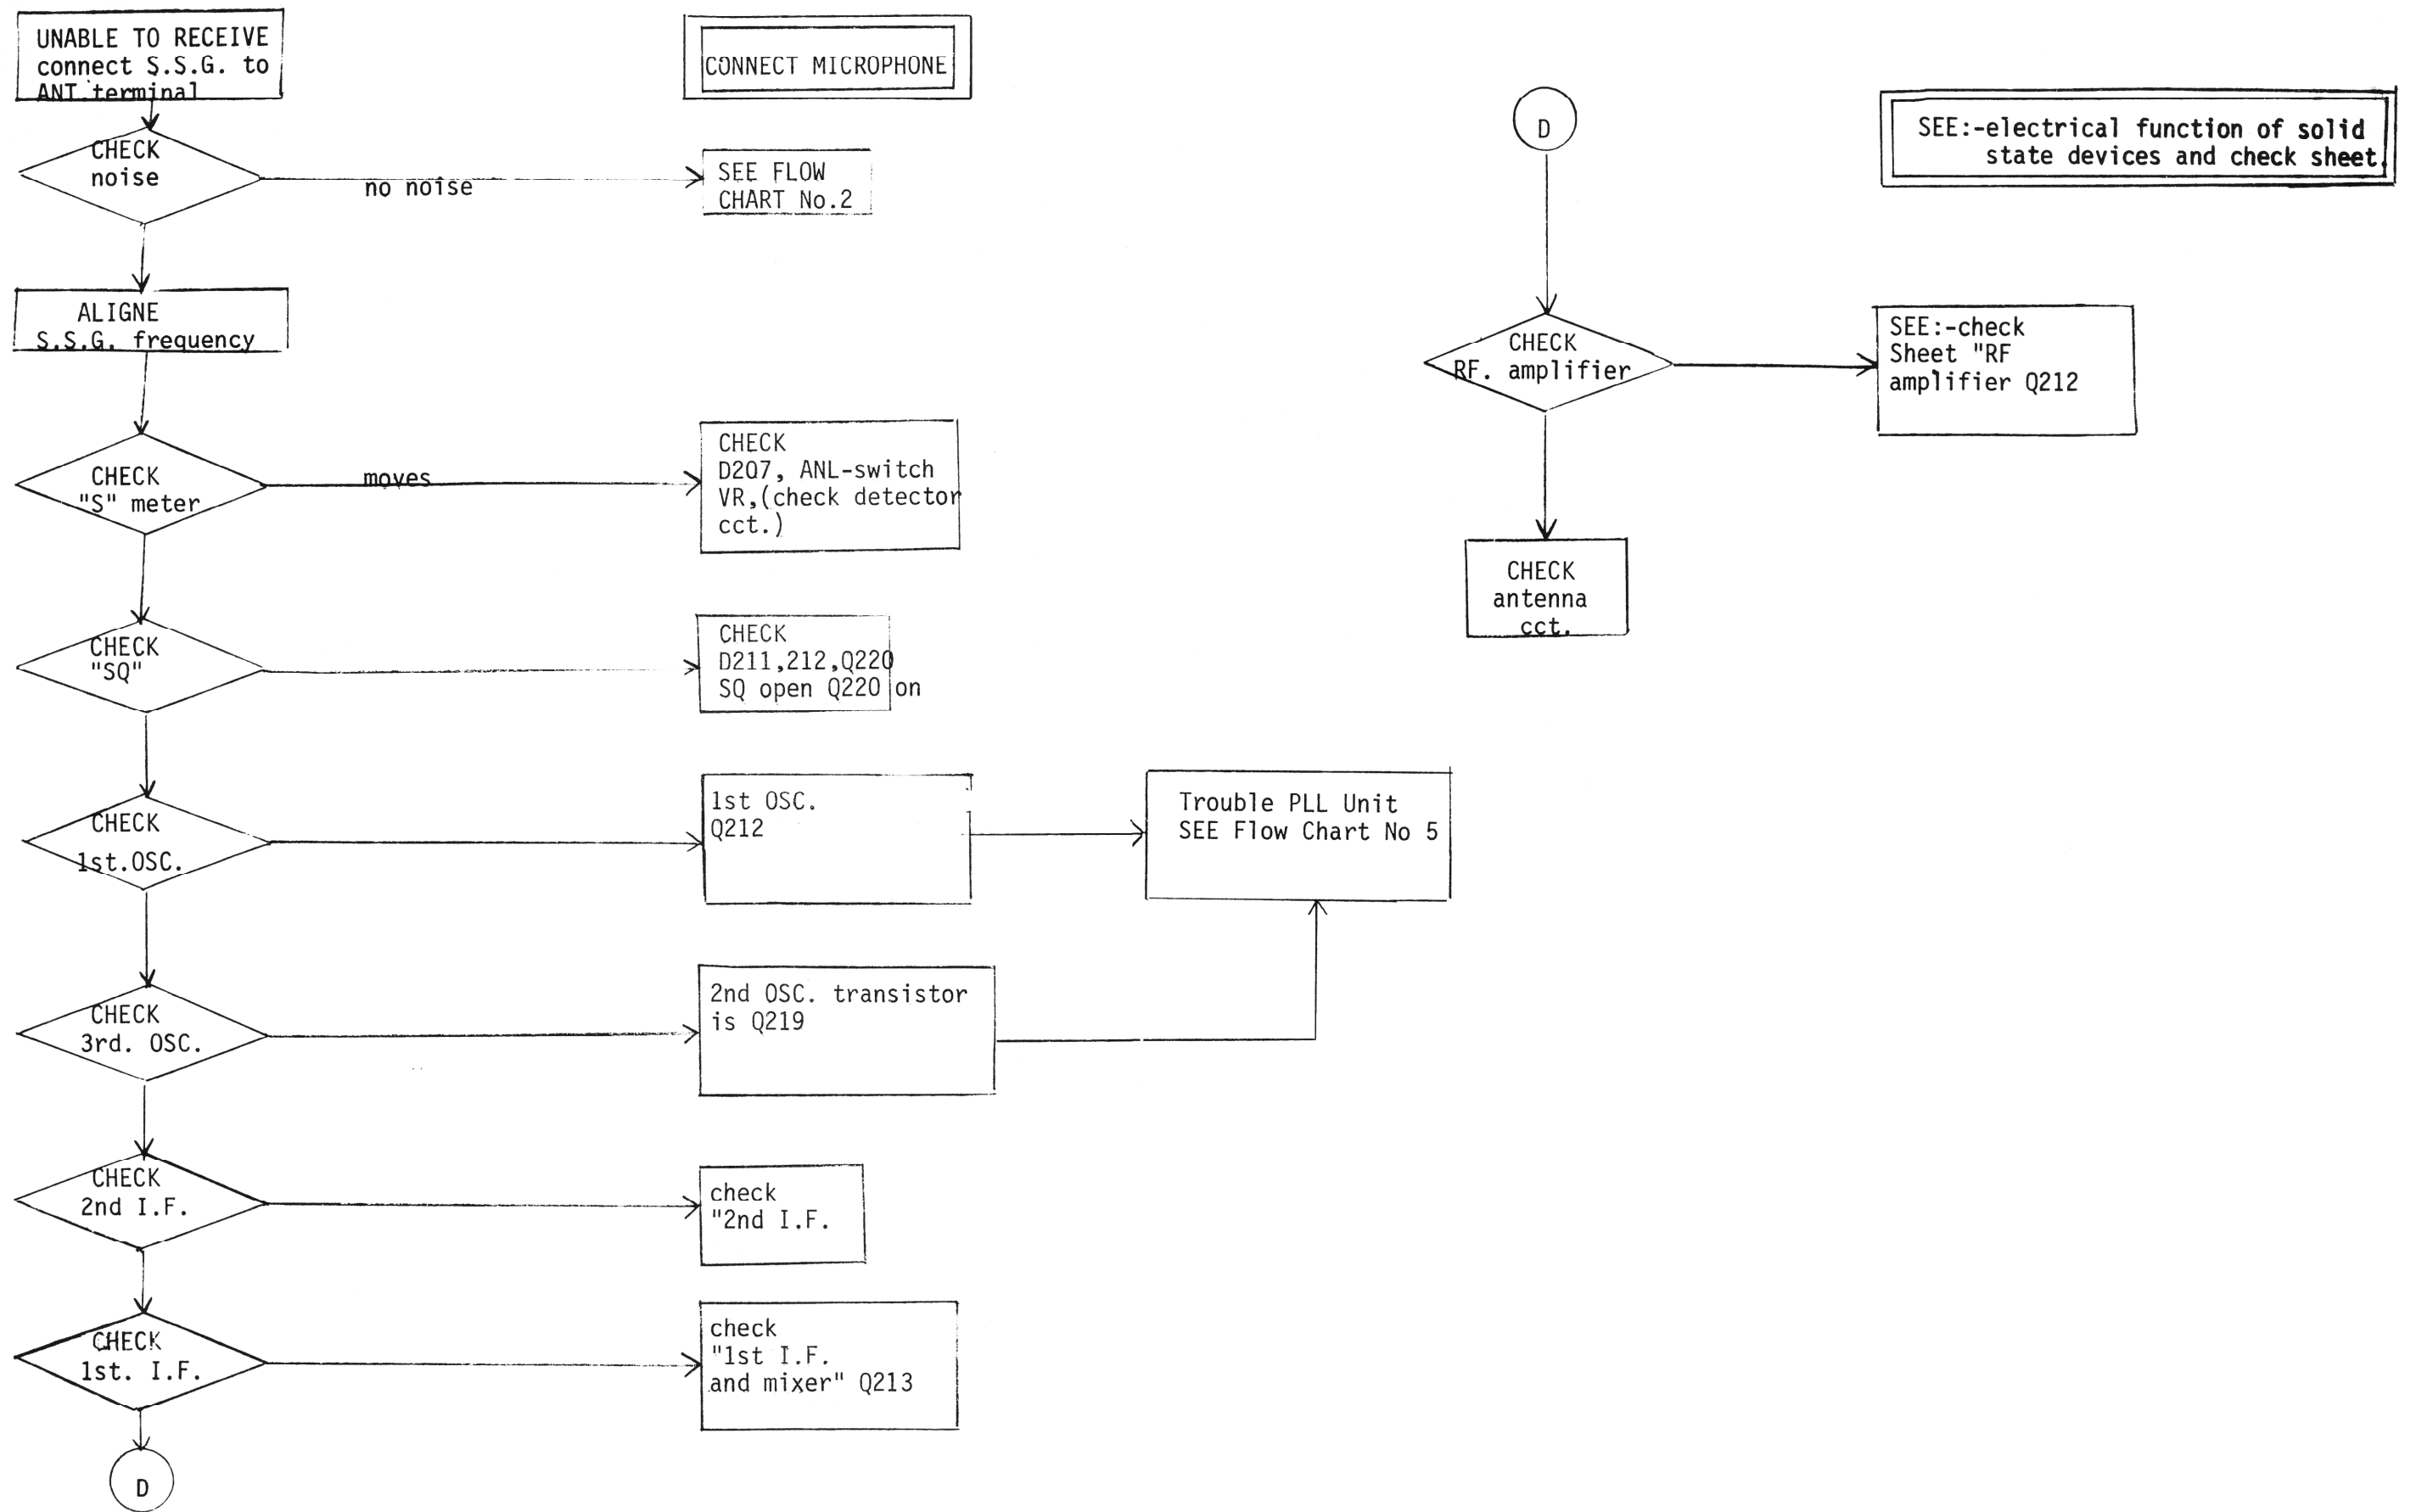 UNABLE TO RECEIVE
connect S.S.G. to
ANT.terminal
CONNECT MICROPHONE
CHECK
noise
no noise
SEE FLOW
CHART No.2
ALIGNE
S.S.G. frequency
CHECK
"S" meter
moves
CHECK
D207, ANL-switch
VR,(check detector
cct.)
CHECK
"SQ"
CHECK
D211,212,Q220
SQ open Q220 on
CHECK
1st.OSC.
1st OSC.
Q212
Trouble PLL Unit
SEE Flow Chart No 5
CHECK
3rd. OSC.
2nd OSC. transistor
is Q219
CHECK
2nd I.F.
check
"2nd I.F.
CHECK
1st. I.F.
check
"1st I.F.
and mixer" Q213
D
D
SEE:-electrical function of solid
state devices and check sheet.
CHECK
RF. amplifier
SEE:-check
Sheet "RF
amplifier Q212
CHECK
antenna
cct.